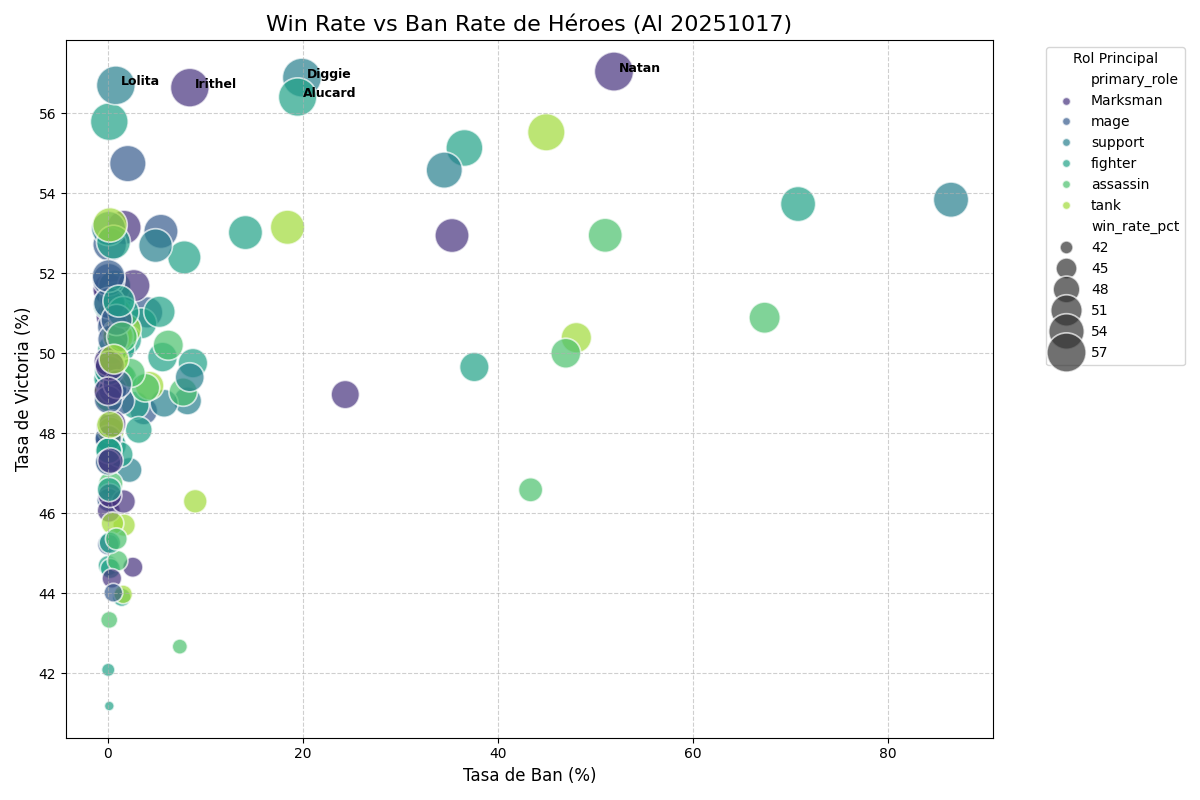 Win Rate vs Ban Rate de Héroes (Al 20251017)
Lolita
Irithel
Diggie
Alucard
Natan
56
54
52
50
48
46
44
42
Tasa de Victoria (%)
0
20
40
60
80
Tasa de Ban (%)
Rol Principal
primary_role
Marksman
mage
support
fighter
assassin
tank
win_rate_pct
42
45
48
51
54
57